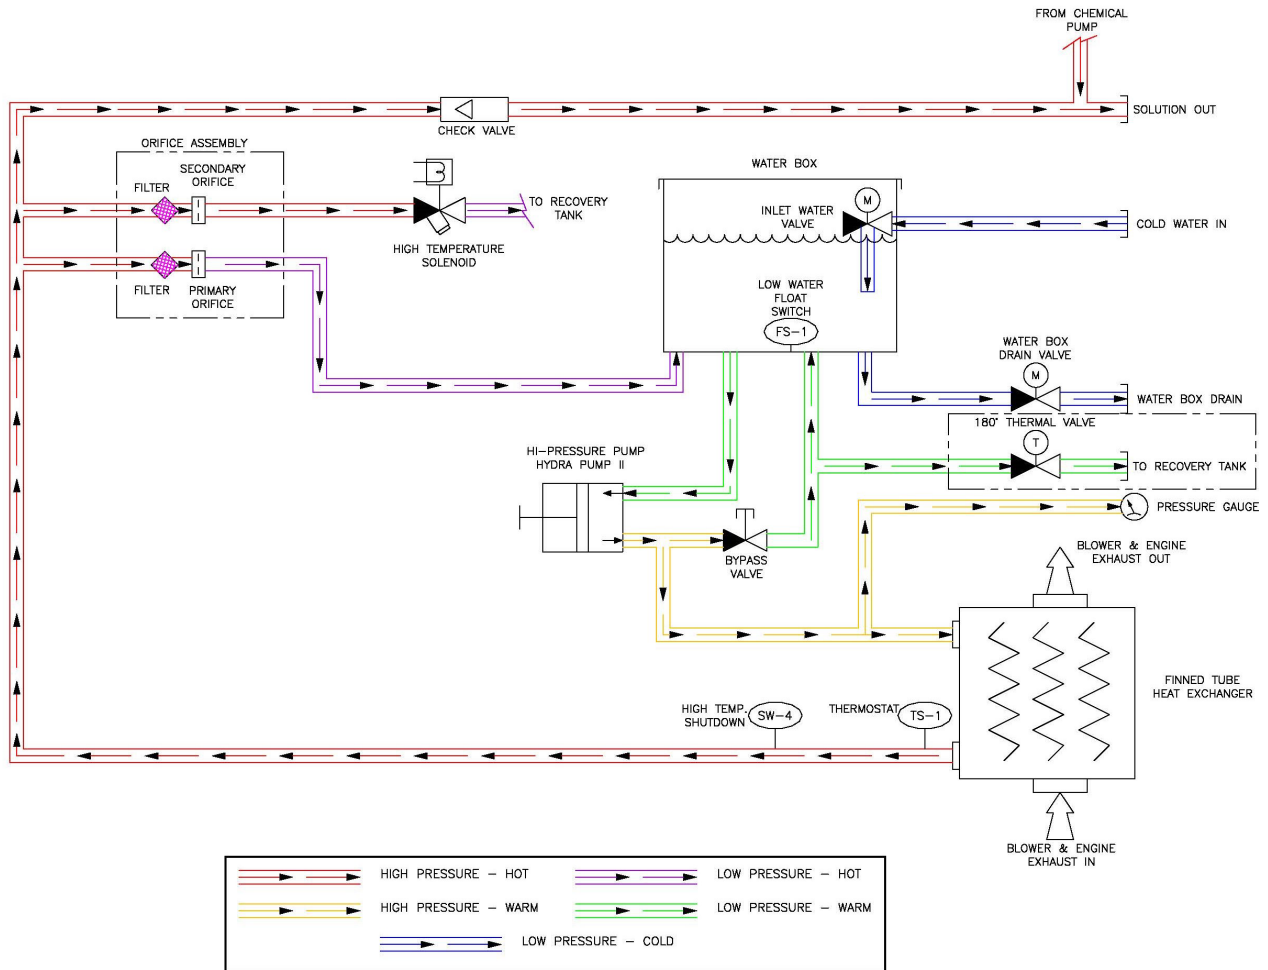 FROM CHEMICAL
PUMP
SOLUTION OUT
CHECK VALVE
ORIFICE ASSEMBLY
SECONDARY
ORIFICE
FILTER
TO RECOVERY
TANK
HIGH TEMPERATURE
SOLENOID
FILTER
PRIMARY
ORIFICE
WATER BOX
M
INLET WATER
VALVE
COLD WATER IN
LOW WATER
FLOAT
SWITCH
FS-1
WATER BOX
DRAIN VALVE
M
WATER BOX DRAIN
180° THERMAL VALVE
T
TO RECOVERY TANK
HI-PRESSURE PUMP
HYDRA PUMP II
PRESSURE GAUGE
BYPASS
VALVE
BLOWER & ENGINE
EXHAUST OUT
FINNED TUBE
HEAT EXCHANGER
HIGH TEMP.
SHUTDOWN
SW-4
THERMOSTAT
TS-1
BLOWER & ENGINE
EXHAUST IN
HIGH PRESSURE - HOT
LOW PRESSURE - HOT
HIGH PRESSURE - WARM
LOW PRESSURE - WARM
LOW PRESSURE - COLD